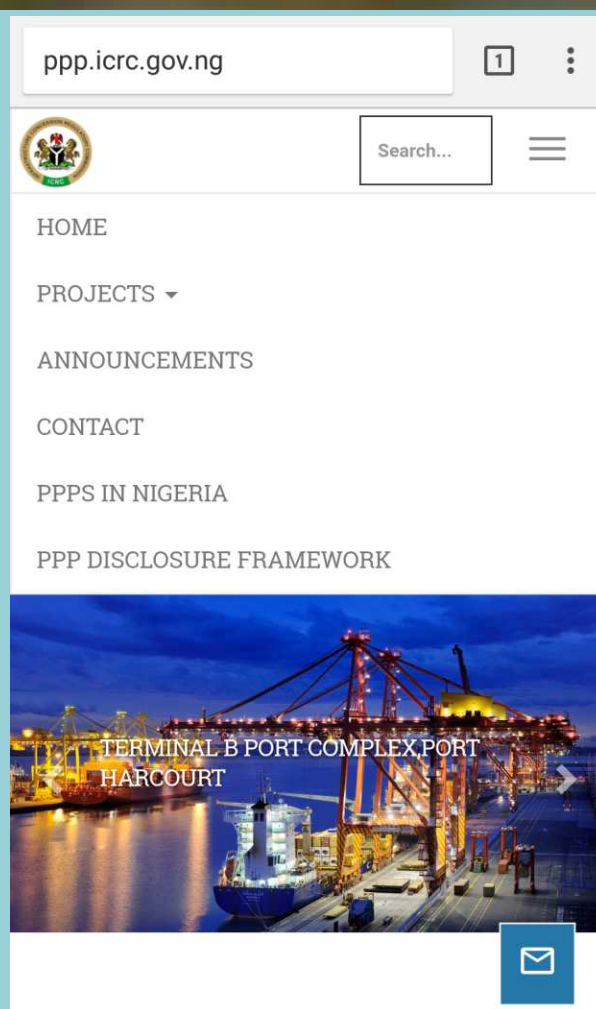 ppp.icrc.gov.ng
1
ICRC
Search...
HOME
PROJECTS
ANNOUNCEMENTS
CONTACT
PPPS IN NIGERIA
PPP DISCLOSURE FRAMEWORK
TERMINAL B PORT COMPLEX,PORT
HARCOURT